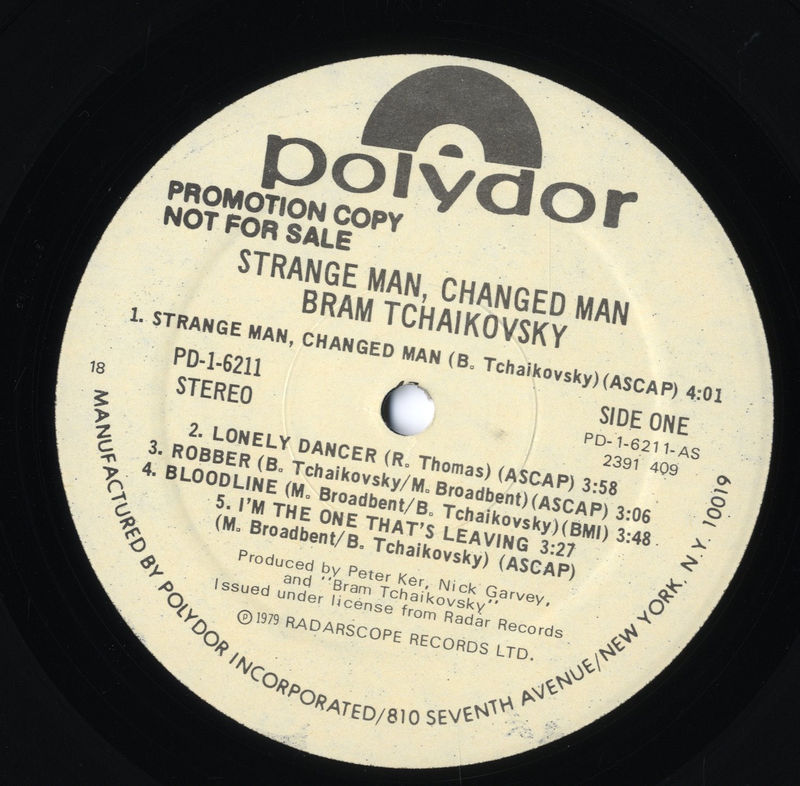 polydor
PROMOTION COPY
NOT FOR SALE
STRANGE MAN, CHANGED MAN
BRAM TCHAIKOVSKY
1. STRANGE MAN, CHANGED MAN (B. Tchaikovsky) (ASCAP) 4:01
PD-1-6211
STEREO
SIDE ONE
PD-1-6211-AS
2391 409
18
2. LONELY DANCER (R. Thomas) (ASCAP) 3:58
3. ROBBER (B. Tchaikovsky/M. Broadbent) (ASCAP) 3:06
4. BLOODLINE (M. Broadbent/B. Tchaikovsky) (BMI) 3:48
5. I'M THE ONE THAT'S LEAVING 3:27
(M. Broadbent/B. Tchaikovsky) (ASCAP)
Produced by Peter Ker, Nick Garvey,
and "Bram Tchaikovsky"
Issued under license from Radar Records
℗ 1979 RADARSCOPE RECORDS LTD.
MANUFACTURED BY POLYDOR INCORPORATED/810 SEVENTH AVENUE/NEW YORK, N.Y. 10019